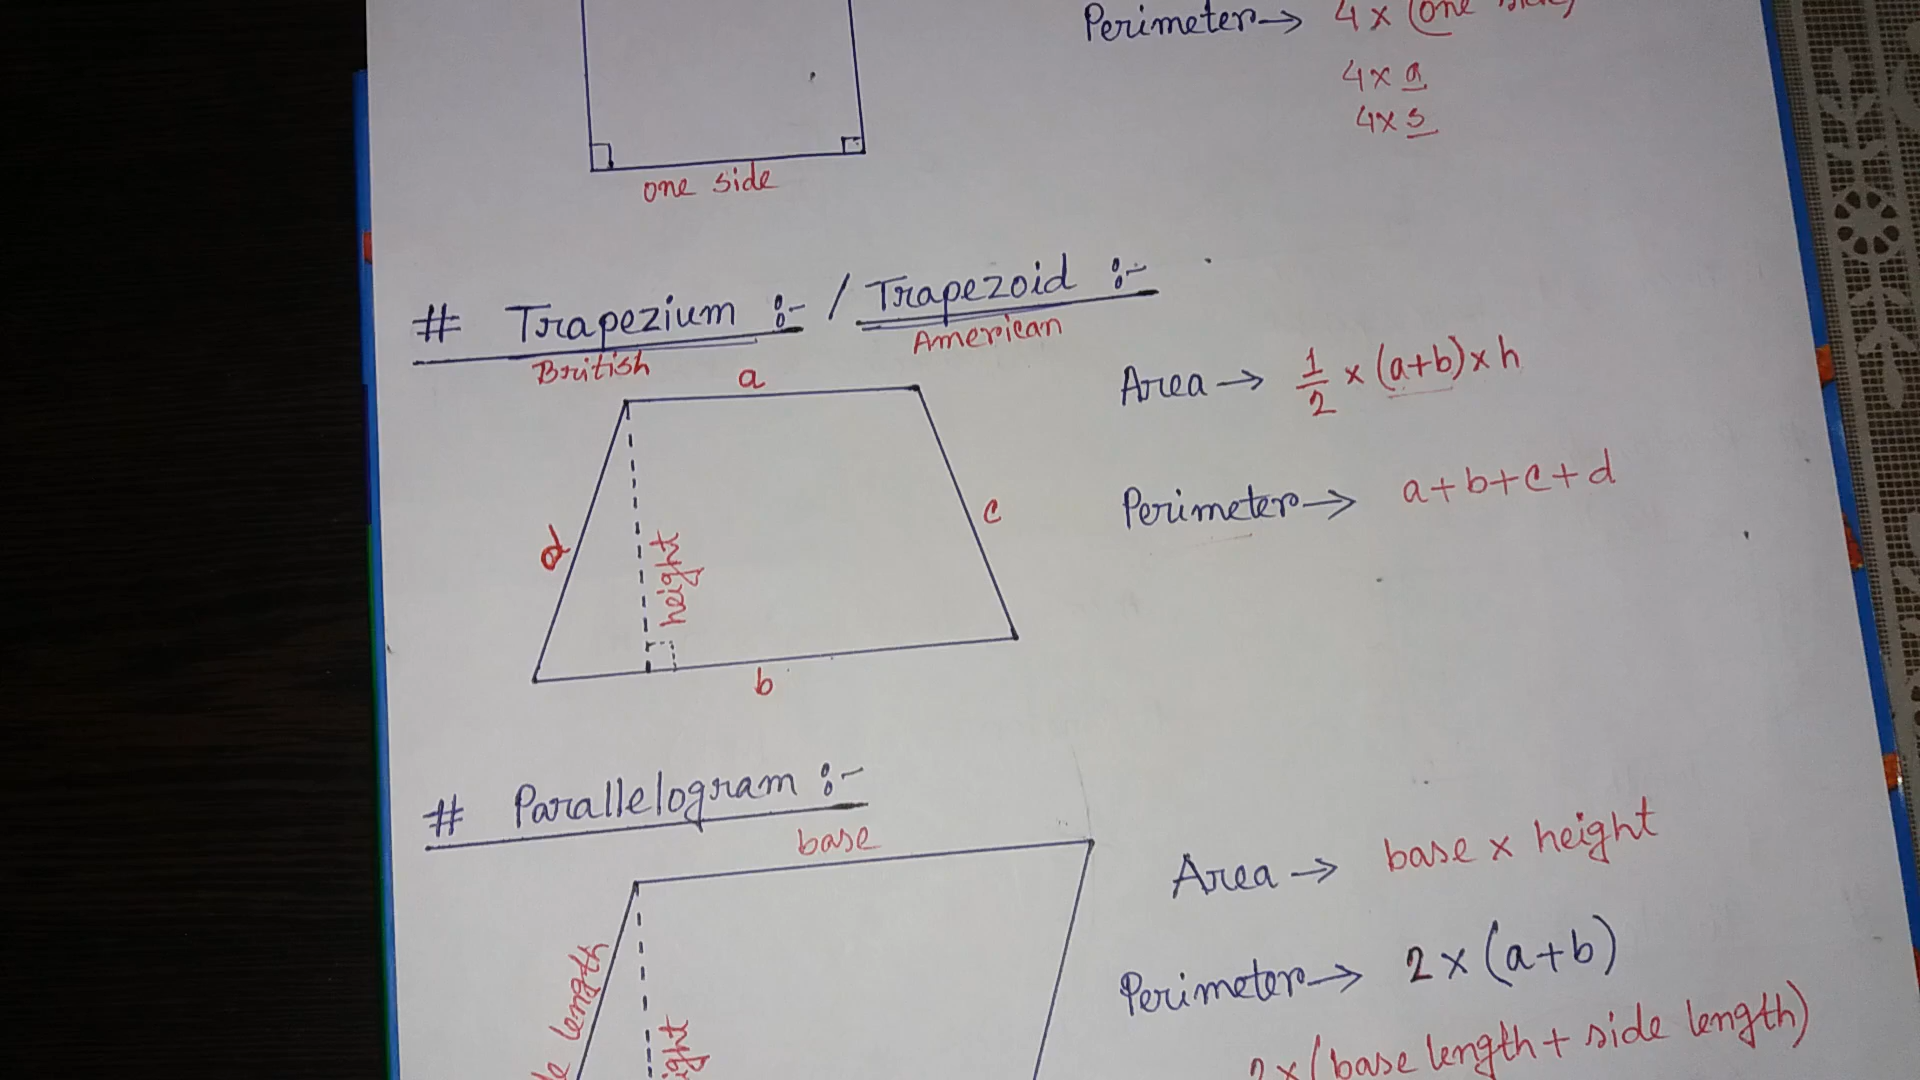 Perimeter → 4 x (one side)
4 x a
4 x s
one side
# Trapezium :- / Trapezoid :-
British American
a
Area → 1/2 x (a+b) x h
Perimeter → a+b+c+d
d
height
c
b
# Parallelogram :-
base
Area → base x height
Perimeter → 2 x (a+b)
length
2 x (base length + side length)